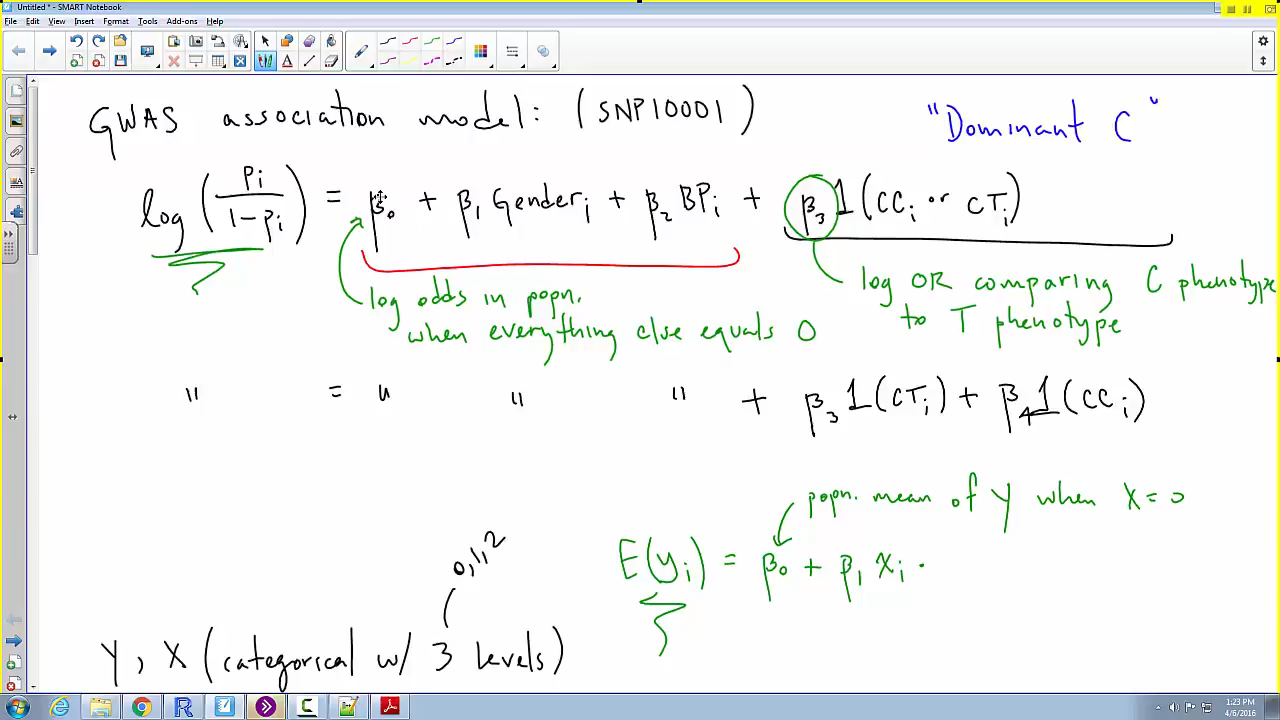 Untitled * - SMART Notebook
File Edit View Insert Format Tools Add-ons Help
GWAS association model: (SNP10001)
"Dominant C"
log (pi / 1-pi) = β0 + β1 Genderi + β2 BPi + β3 1(CCi or CTi)
log odds in popn.
when everything else equals 0
log OR comparing C phenotype
to T phenotype
" = " " " + β3 1(CTi) + β4 1(CCi)
popn. mean of Y when X=0
E(yi) = β0 + β1 Xi .
0,1,2
Y, X (categorical w/ 3 levels)
1:23 PM
4/6/2016